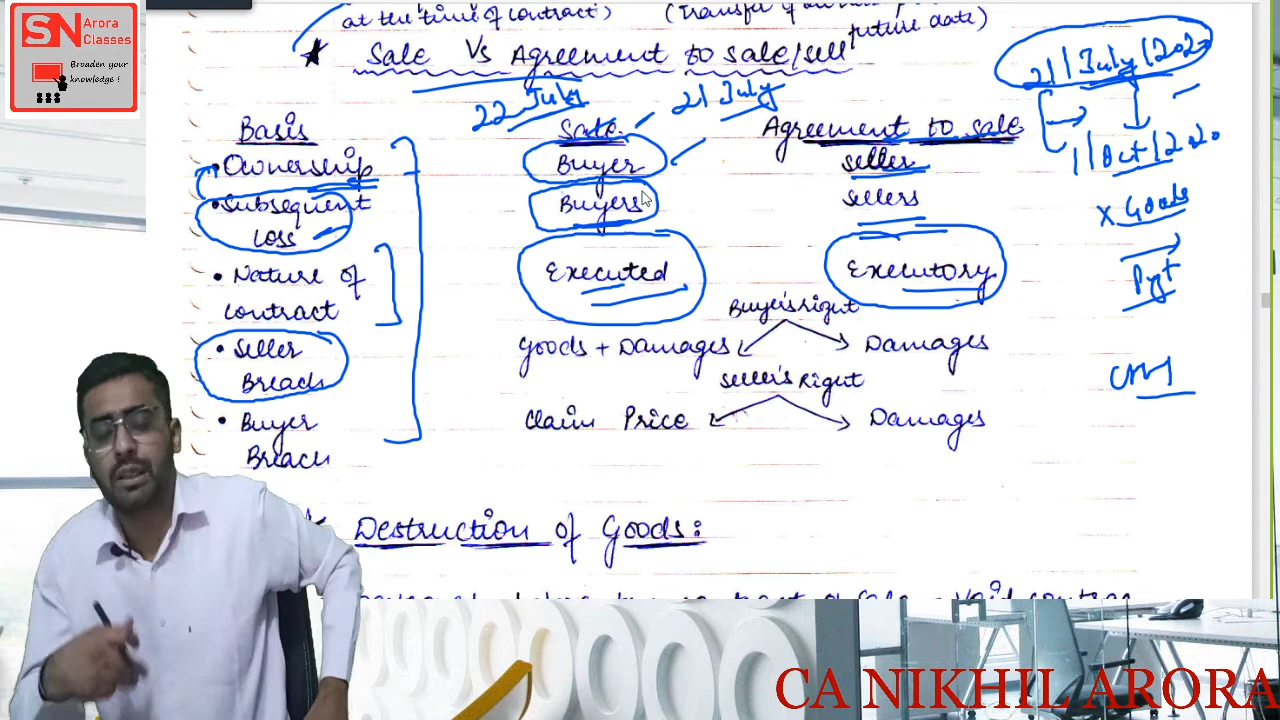 SN Arora
Classes
Broaden your
knowledge !
at the time of contract)
future date)
Sale Vs Agreement to sale/sell
21 July 2020
22 July
21 July
Basis
Sale
Agreement to sale
1 Oct 2020
• Ownership
Buyer
seller
• Subsequent
Loss
Buyers
sellers
X Goods
• Nature of
contract
Executed
Executory
Pyt
Buyer's right
• Seller
Breach
Goods + Damages
Damages
Seller's Right
• Buyer
Breach
Claim Price
Damages
Destruction of Goods:
CA NIKHIL ARORA